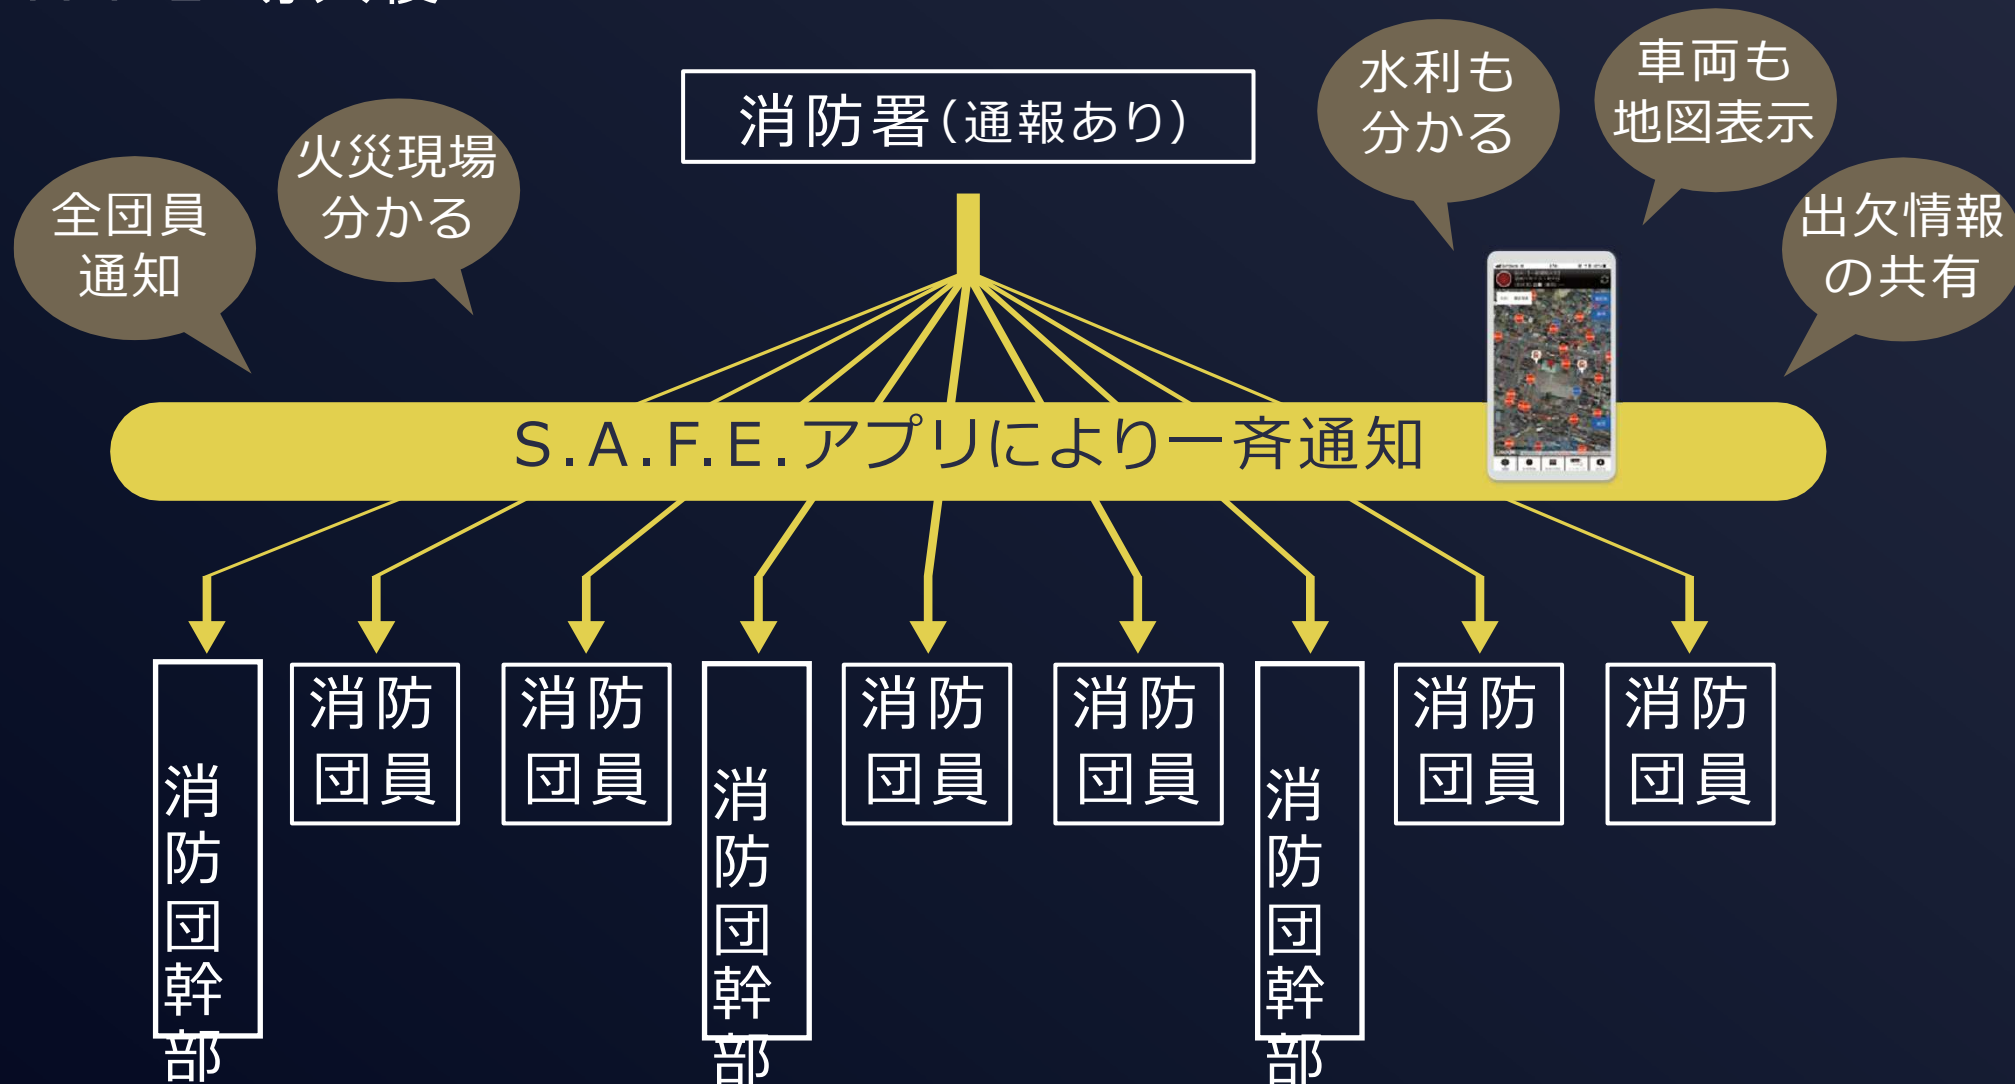 消防署(通報あり)
全団員
通知
火災現場
分かる
水利も
分かる
車両も
地図表示
出欠情報
の共有
S.A.F.E.アプリにより一斉通知
消防団幹部
消防
団員
消防
団員
消防団幹部
消防
団員
消防
団員
消防団幹部
消防
団員
消防
団員